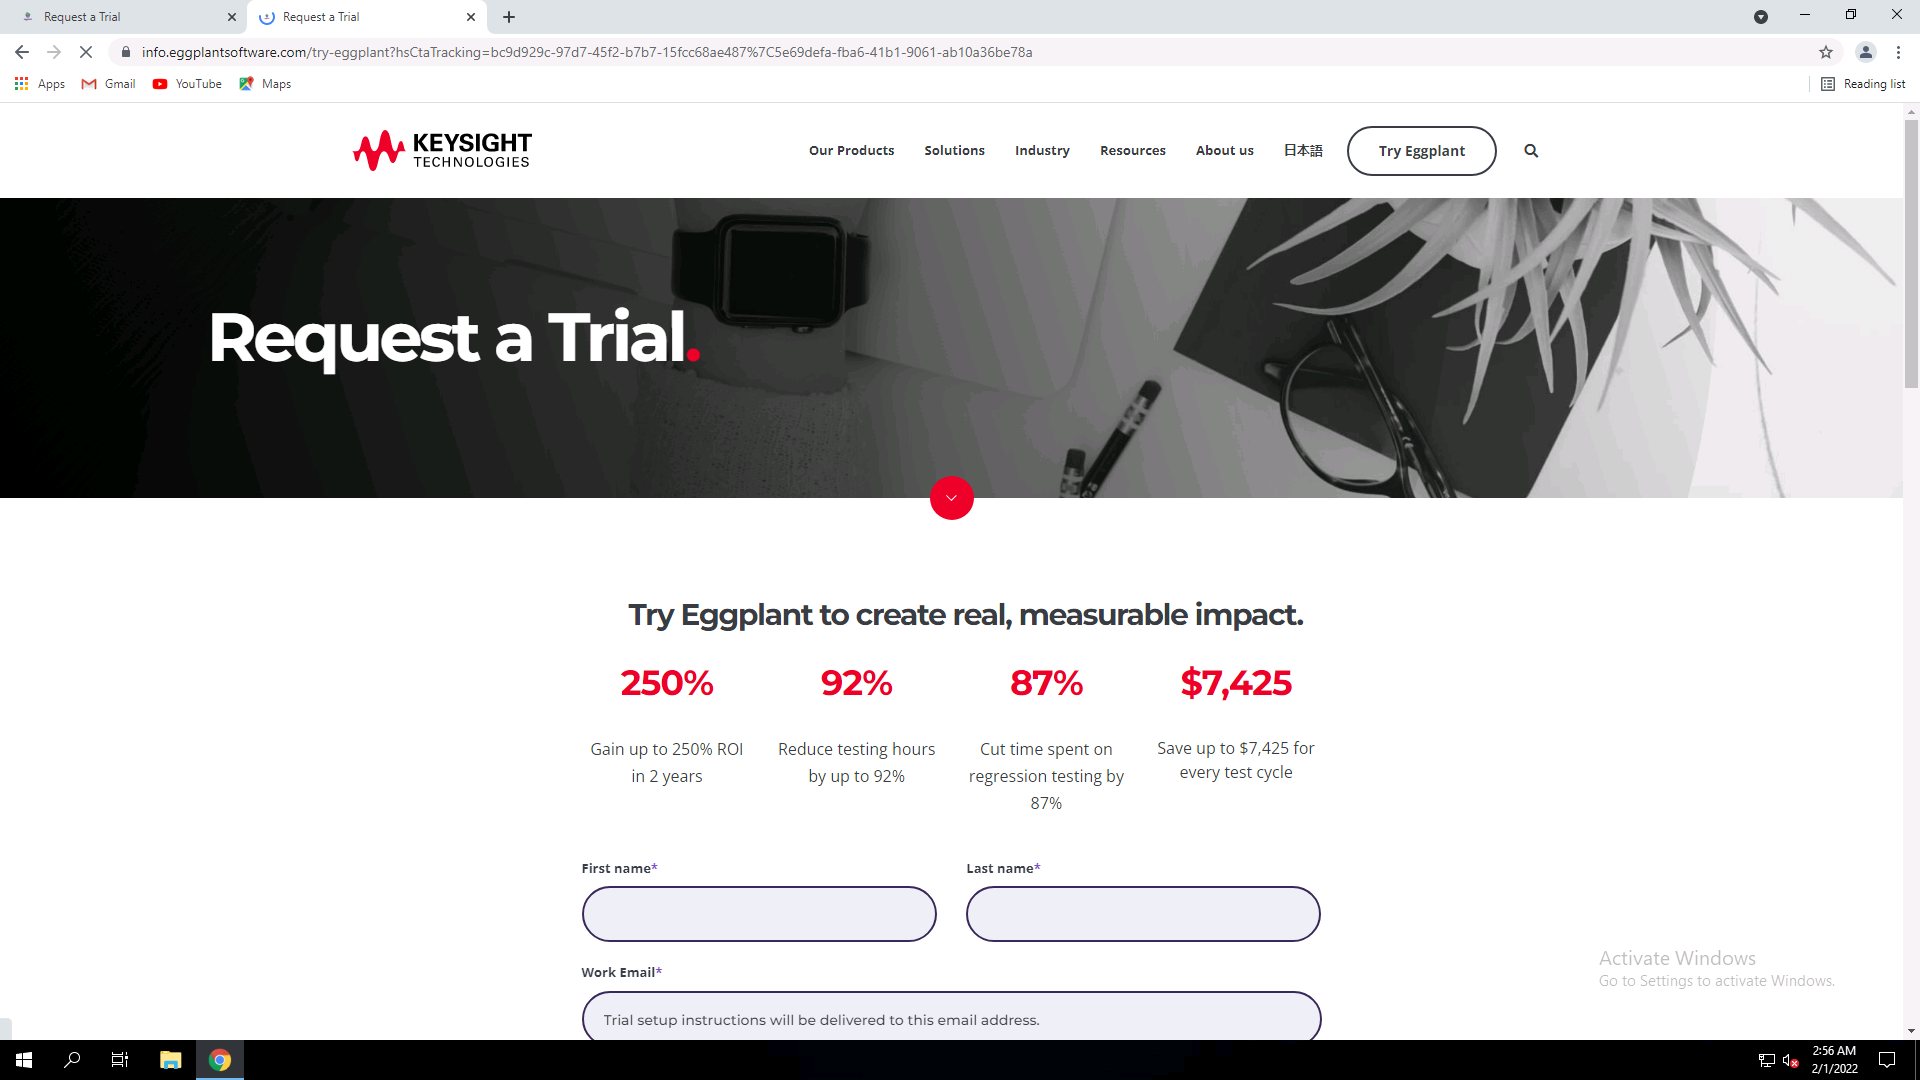 Request a Trial
Request a Trial
info.eggplantsoftware.com/try-eggplant?hsCtaTracking=bc9d929c-97d7-45f2-b7b7-15fcc68ae487%7C5e69defa-fba6-41b1-9061-ab10a36be78a
Apps Gmail YouTube Maps Reading list
KEYSIGHT
TECHNOLOGIES
Our Products Solutions Industry Resources About us 日本語 Try Eggplant
Request a Trial.
Try Eggplant to create real, measurable impact.
250% 92% 87% $7,425
Gain up to 250% ROI
in 2 years
Reduce testing hours
by up to 92%
Cut time spent on
regression testing by
87%
Save up to $7,425 for
every test cycle
First name* Last name*
Work Email*
Trial setup instructions will be delivered to this email address.
Activate Windows
Go to Settings to activate Windows.
2:56 AM
2/1/2022